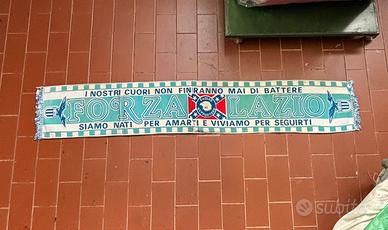 I NOSTRI CUORI NON FINIRANNO MAI DI BATTERE
FORZA LAZIO
SIAMO NATI PER AMARTI E VIVIAMO PER SEGUIRTI
subito